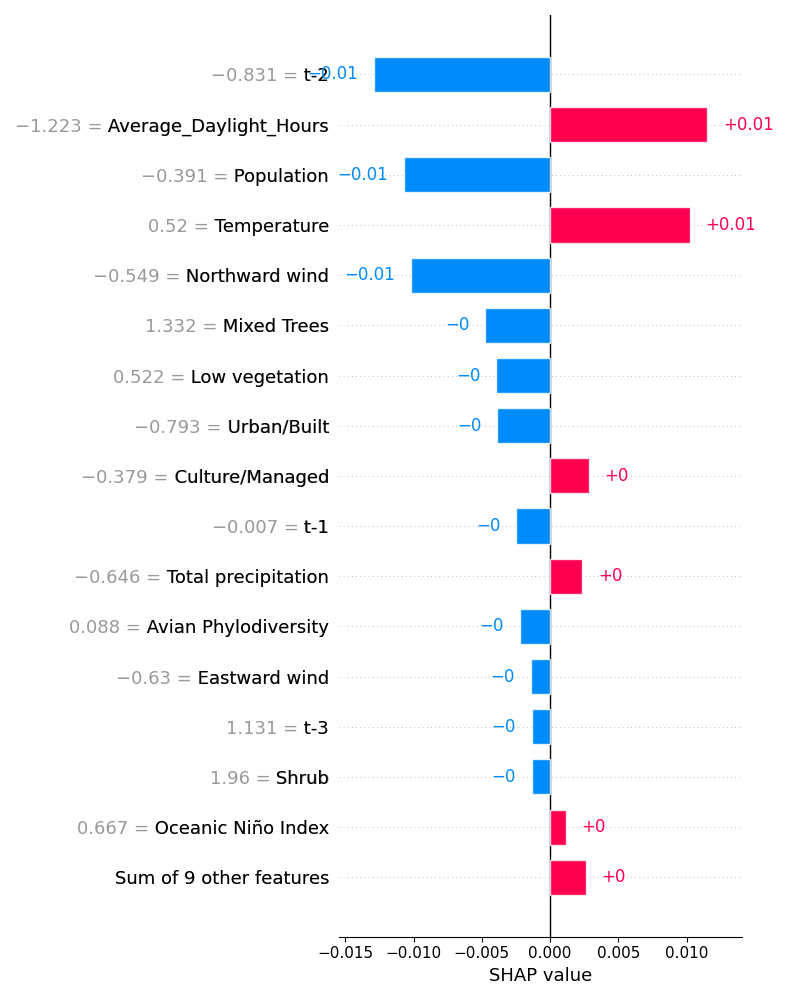 −0.831 = t-2 −0.01
−1.223 = Average_Daylight_Hours +0.01
−0.391 = Population −0.01
0.52 = Temperature +0.01
−0.549 = Northward wind −0.01
1.332 = Mixed Trees −0
0.522 = Low vegetation −0
−0.793 = Urban/Built −0
−0.379 = Culture/Managed +0
−0.007 = t-1 −0
−0.646 = Total precipitation +0
0.088 = Avian Phylodiversity −0
−0.63 = Eastward wind −0
1.131 = t-3 −0
1.96 = Shrub −0
0.667 = Oceanic Niño Index +0
Sum of 9 other features +0
−0.015 −0.010 −0.005 0.000 0.005 0.010
SHAP value